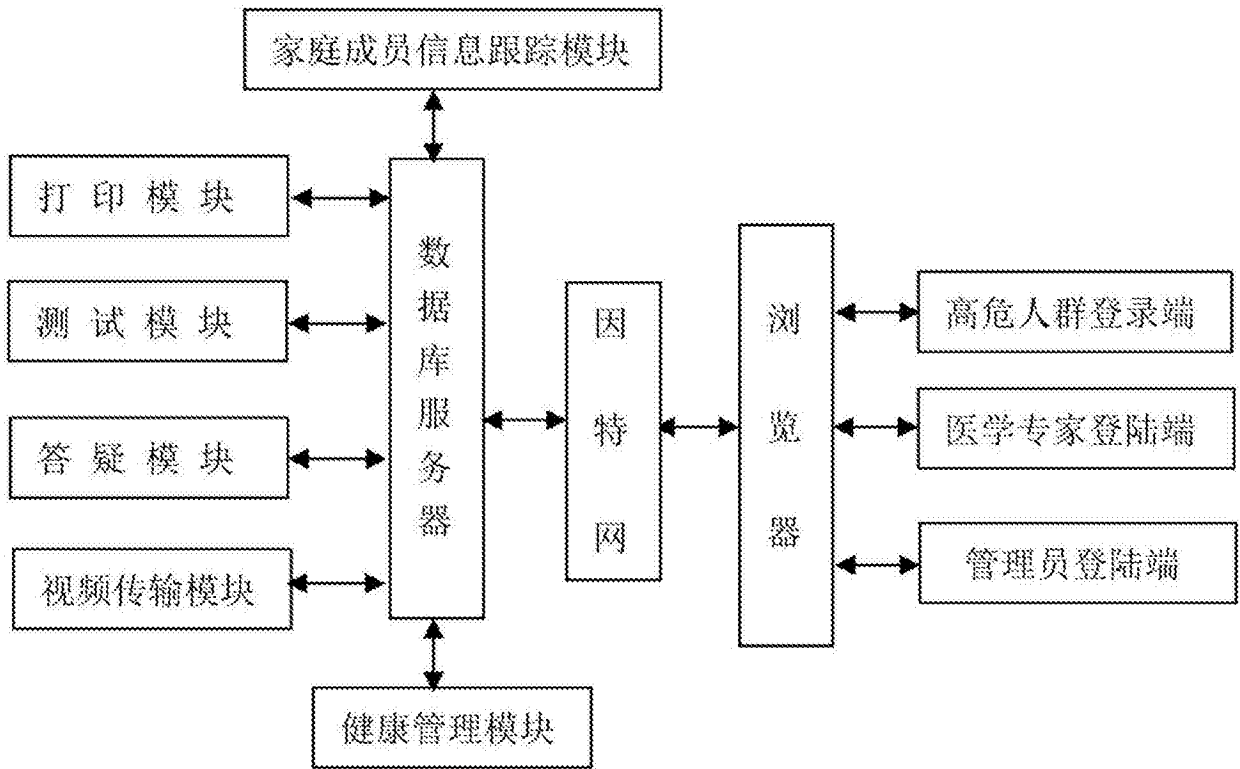 家庭成员信息跟踪模块
打印模块
测试模块
答疑模块
视频传输模块
数据库服务器
健康管理模块
因特网
浏览器
高危人群登录端
医学专家登陆端
管理员登陆端